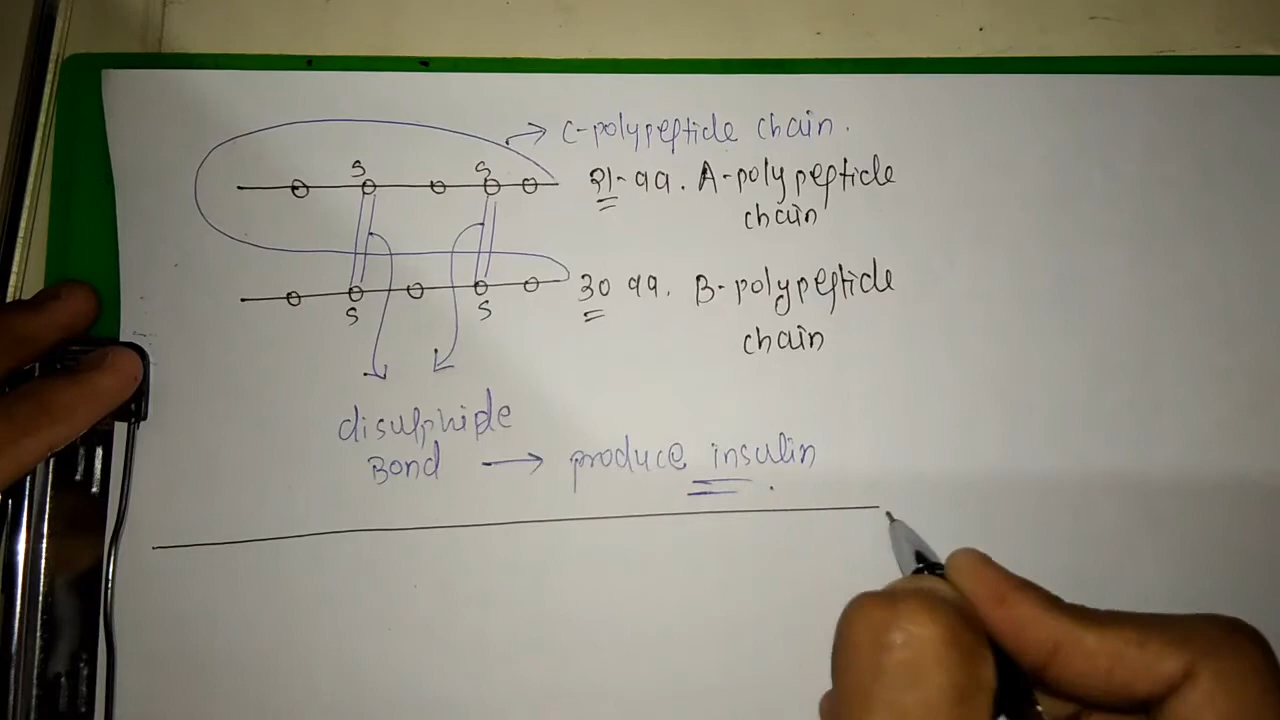 C-polypeptide chain.
S S
21-aa. A-polypeptide
chain
30 aa. B-polypeptide
S S
chain
disulphide
Bond → produce insulin.